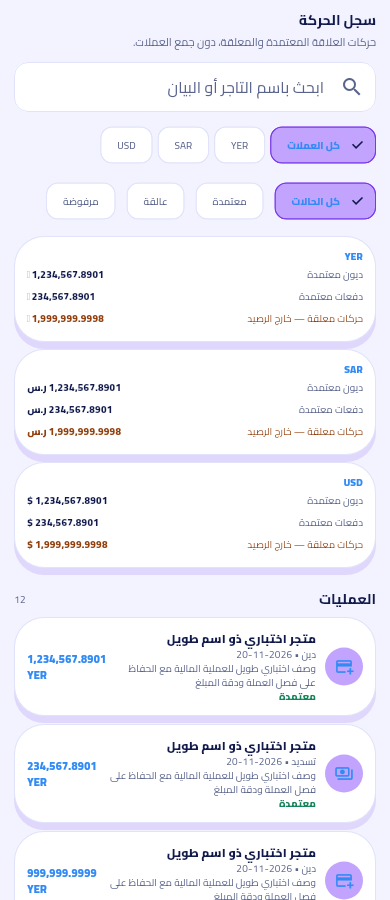 سجل الحركة
حركات العلاقة المعتمدة والمعلقة، دون جمع العملات.
ابحث باسم التاجر أو البيان
كل العملات YER SAR USD
كل الحالات معتمدة عالقة مرفوضة
YER
ديون معتمدة 1,234,567.8901
دفعات معتمدة 234,567.8901
حركات معلقة — خارج الرصيد 1,999,999.9998
SAR
ديون معتمدة 1,234,567.8901 ر.س
دفعات معتمدة 234,567.8901 ر.س
حركات معلقة — خارج الرصيد 1,999,999.9998 ر.س
USD
ديون معتمدة 1,234,567.8901 $
دفعات معتمدة 234,567.8901 $
حركات معلقة — خارج الرصيد 1,999,999.9998 $
العمليات 12
متجر اختباري ذو اسم طويل
دين • 2026-11-20
وصف اختباري طويل للعملية المالية مع الحفاظ
على فصل العملة ودقة المبلغ
معتمدة
1,234,567.8901
YER
متجر اختباري ذو اسم طويل
تسديد • 2026-11-20
وصف اختباري طويل للعملية المالية مع الحفاظ على
فصل العملة ودقة المبلغ
معتمدة
234,567.8901
YER
متجر اختباري ذو اسم طويل
دين • 2026-11-20
وصف اختباري طويل للعملية المالية مع الحفاظ على
فصل العملة ودقة المبلغ
999,999.9999
YER